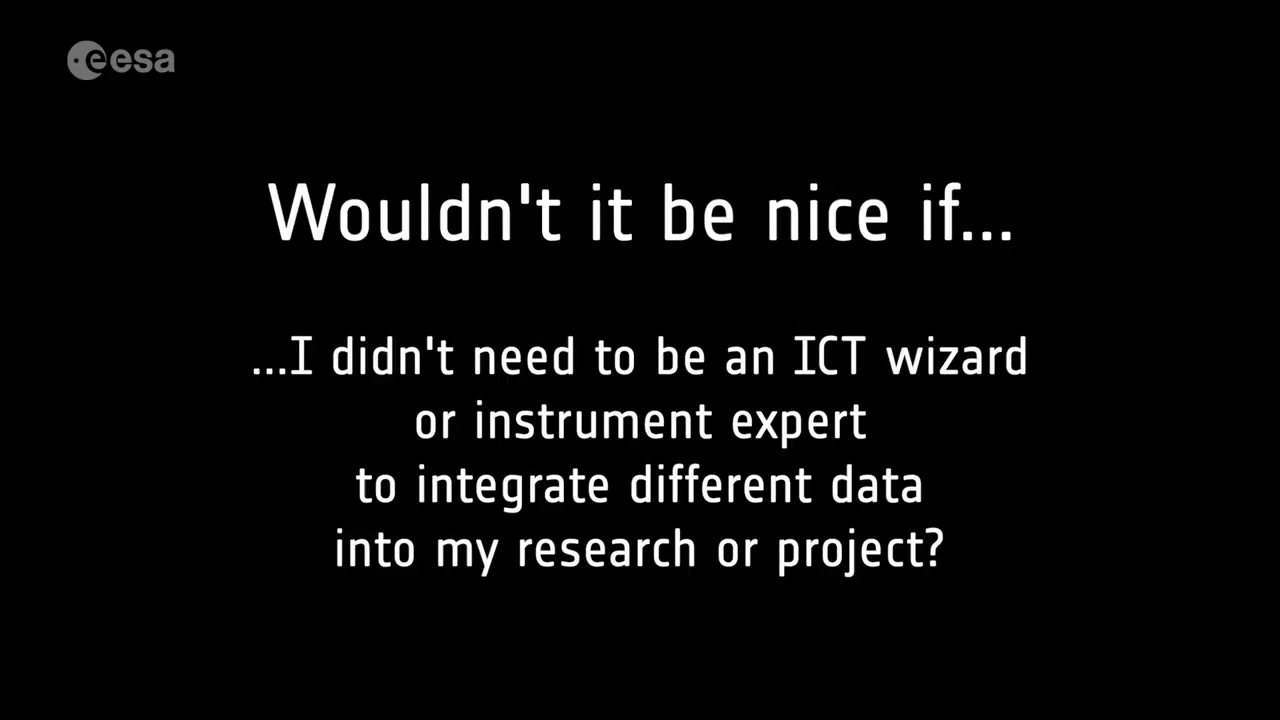 esa
Wouldn't it be nice if...
...I didn't need to be an ICT wizard
or instrument expert
to integrate different data
into my research or project?